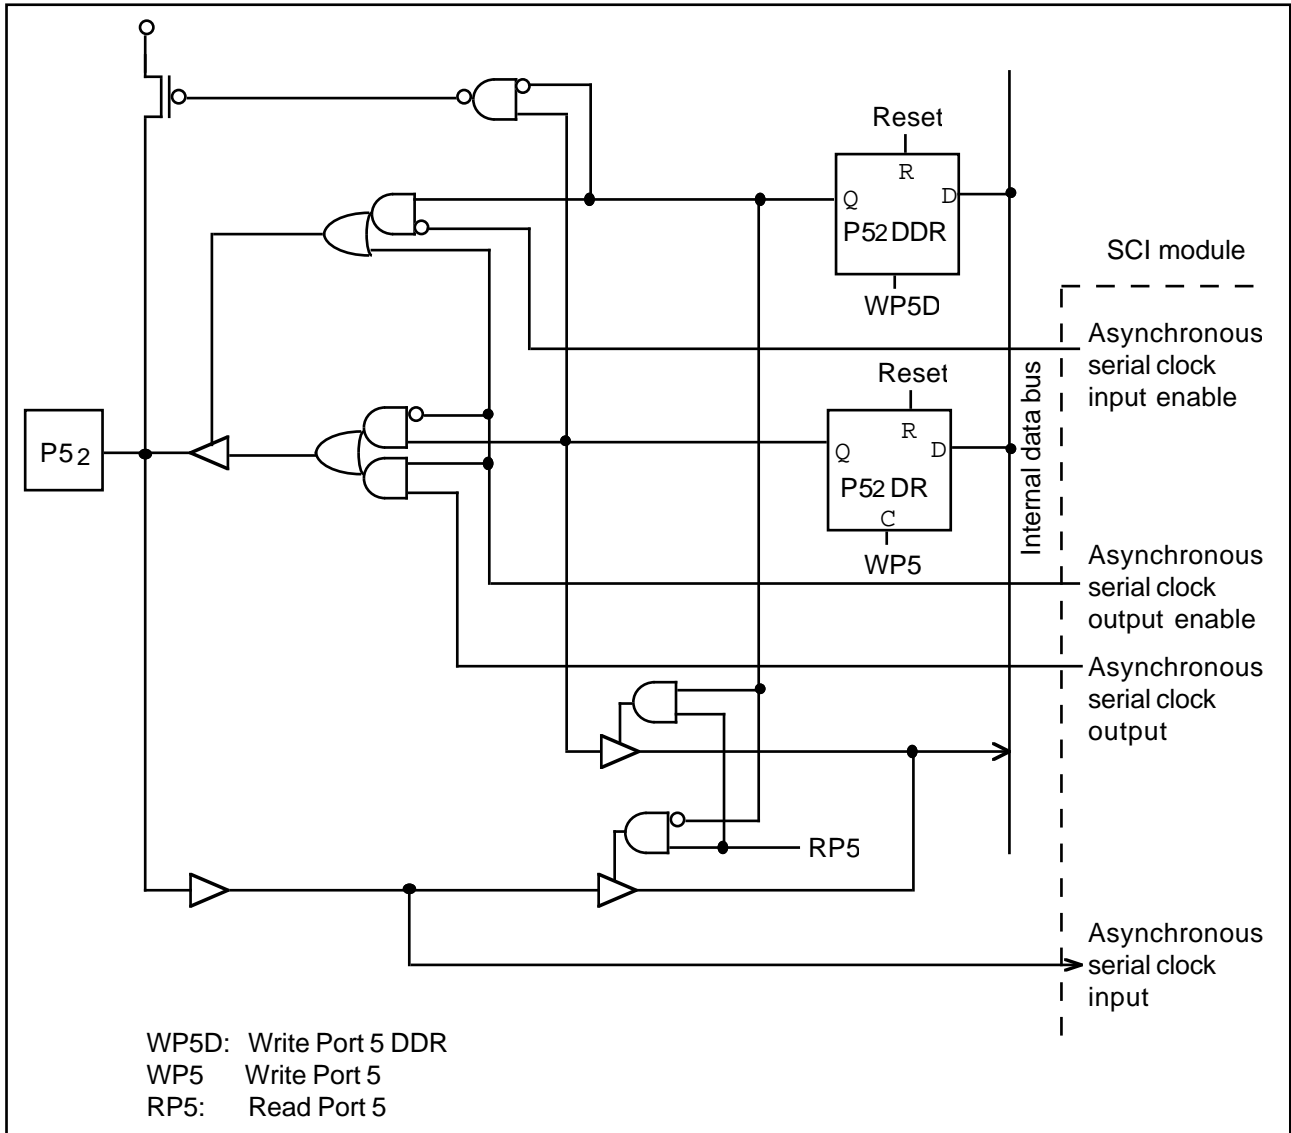 Reset
R
Q
D
P52 DDR
WP5D
SCI module
Asynchronous
serial clock
input enable
Reset
R
Q
D
P52 DR
C
WP5
Internal data bus
P52
Asynchronous
serial clock
output enable
Asynchronous
serial clock
output
RP5
Asynchronous
serial clock
input
WP5D: Write Port 5 DDR
WP5 Write Port 5
RP5: Read Port 5